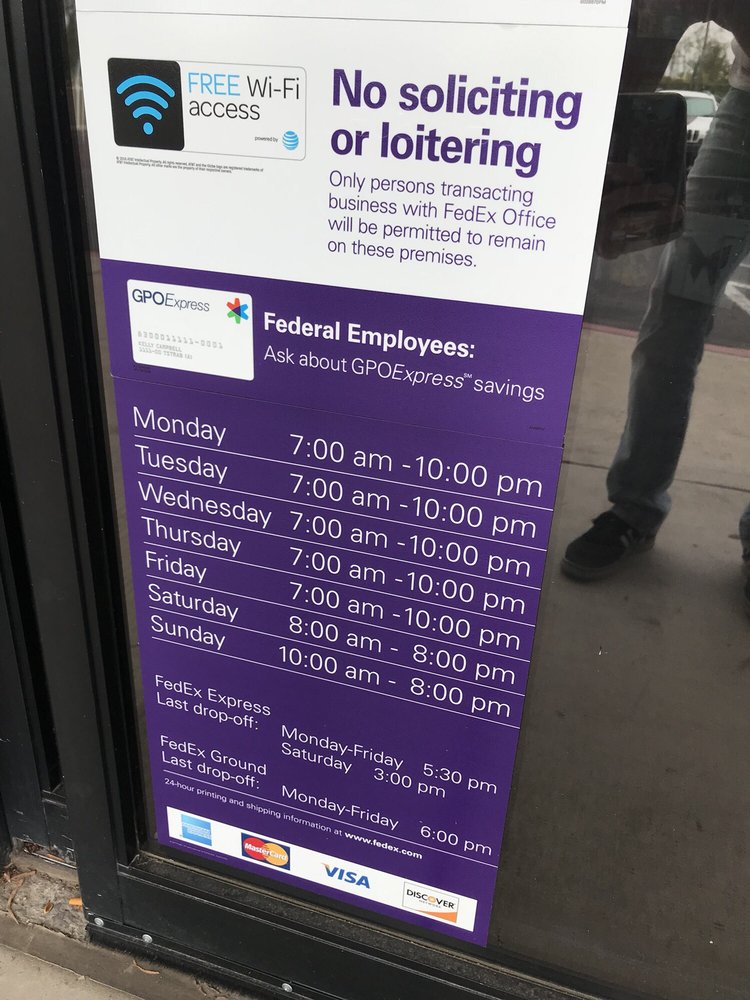 FREE Wi-Fi
access
powered by
No soliciting
or loitering
Only persons transacting
business with FedEx Office
will be permitted to remain
on these premises.
GPOExpress
KELLY CAMPBELL
Federal Employees:
Ask about GPOExpress℠ savings
Monday 7:00 am - 10:00 pm
Tuesday 7:00 am - 10:00 pm
Wednesday 7:00 am - 10:00 pm
Thursday 7:00 am - 10:00 pm
Friday 7:00 am - 10:00 pm
Saturday 8:00 am - 8:00 pm
Sunday 10:00 am - 8:00 pm
FedEx Express
Last drop-off:
Monday-Friday 5:30 pm
Saturday 3:00 pm
FedEx Ground
Last drop-off:
Monday-Friday 6:00 pm
24-hour printing and shipping information at www.fedex.com
MasterCard
VISA
DISCOVER
NETWORK